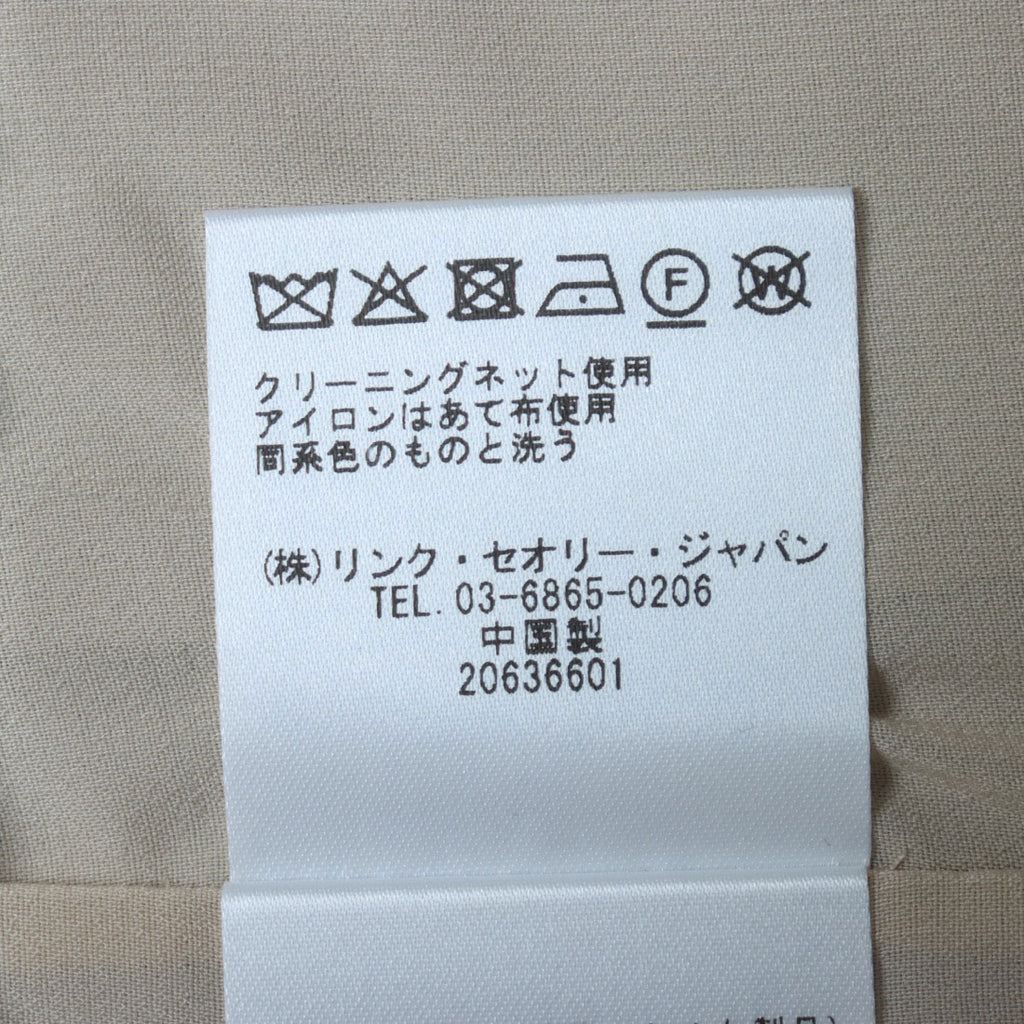 F
W
クリーニングネット使用
アイロンはあて布使用
同系色のものと洗う
(株)リンク・セオリー・ジャパン
TEL. 03-6865-0206
中国製
20636601